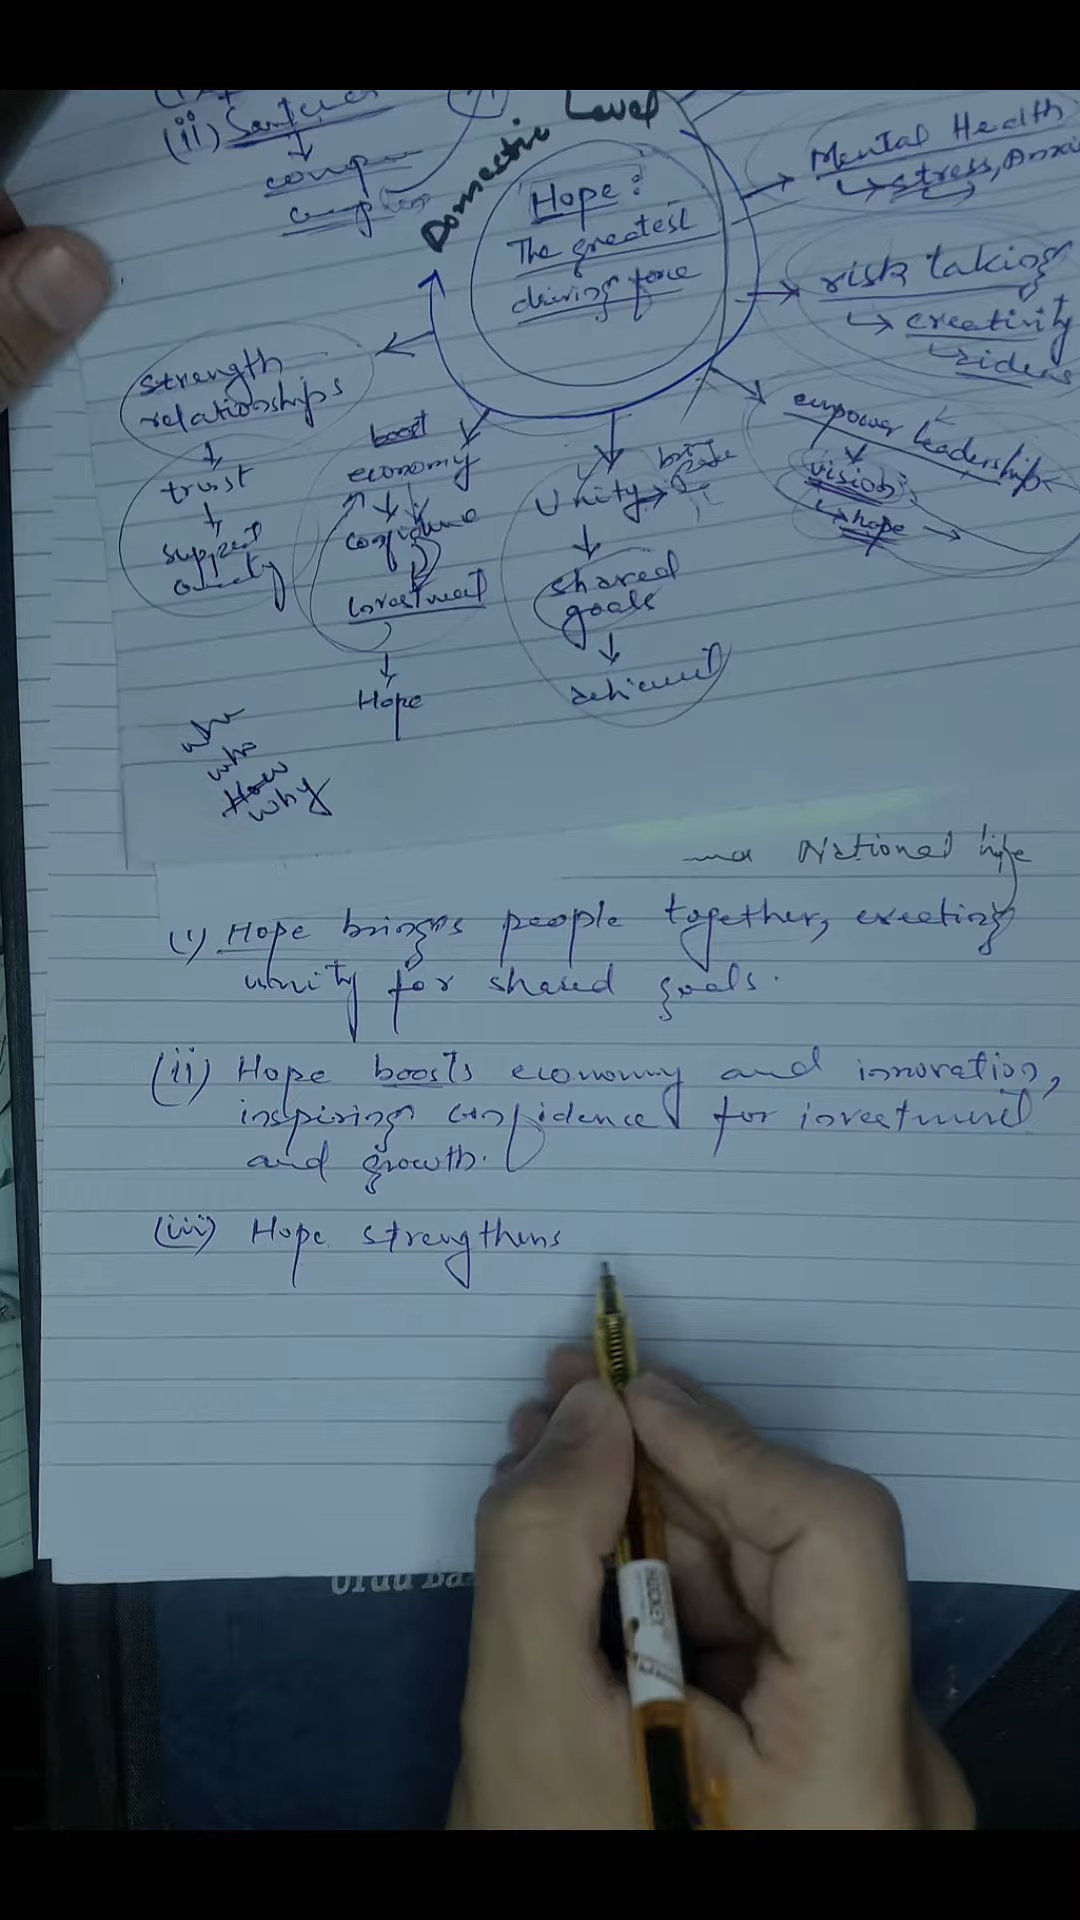 (ii) Sentence
Domestic Level
Hope:
The greatest
driving force
Mental Health
↳ stress,
risk taking
↳ creativity
↳ ideas
empower leadership
↓
vision
↳ hope →
strength
relationships
↓
trust
↓
support
boost
economy
confidence
investment
↓
Hope
Unity →
↓
shared
goals
↓
who
How
why
National life
(i) Hope brings people together, creating
unity for shared goals.
(ii) Hope boosts economy and innovation,
inspiring confidence for investment
and growth.
(iii) Hope strengthens